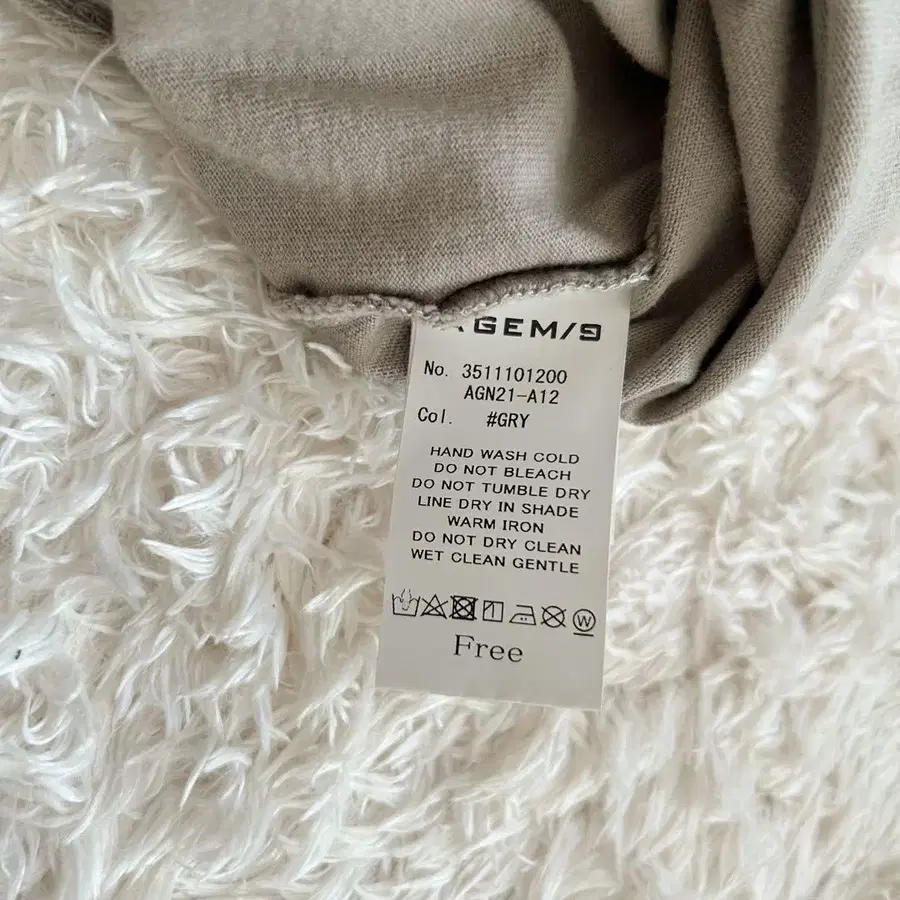 AGEM/9
No. 3511101200
AGN21-A12
Col. #GRY
HAND WASH COLD
DO NOT BLEACH
DO NOT TUMBLE DRY
LINE DRY IN SHADE
WARM IRON
DO NOT DRY CLEAN
WET CLEAN GENTLE
W
Free